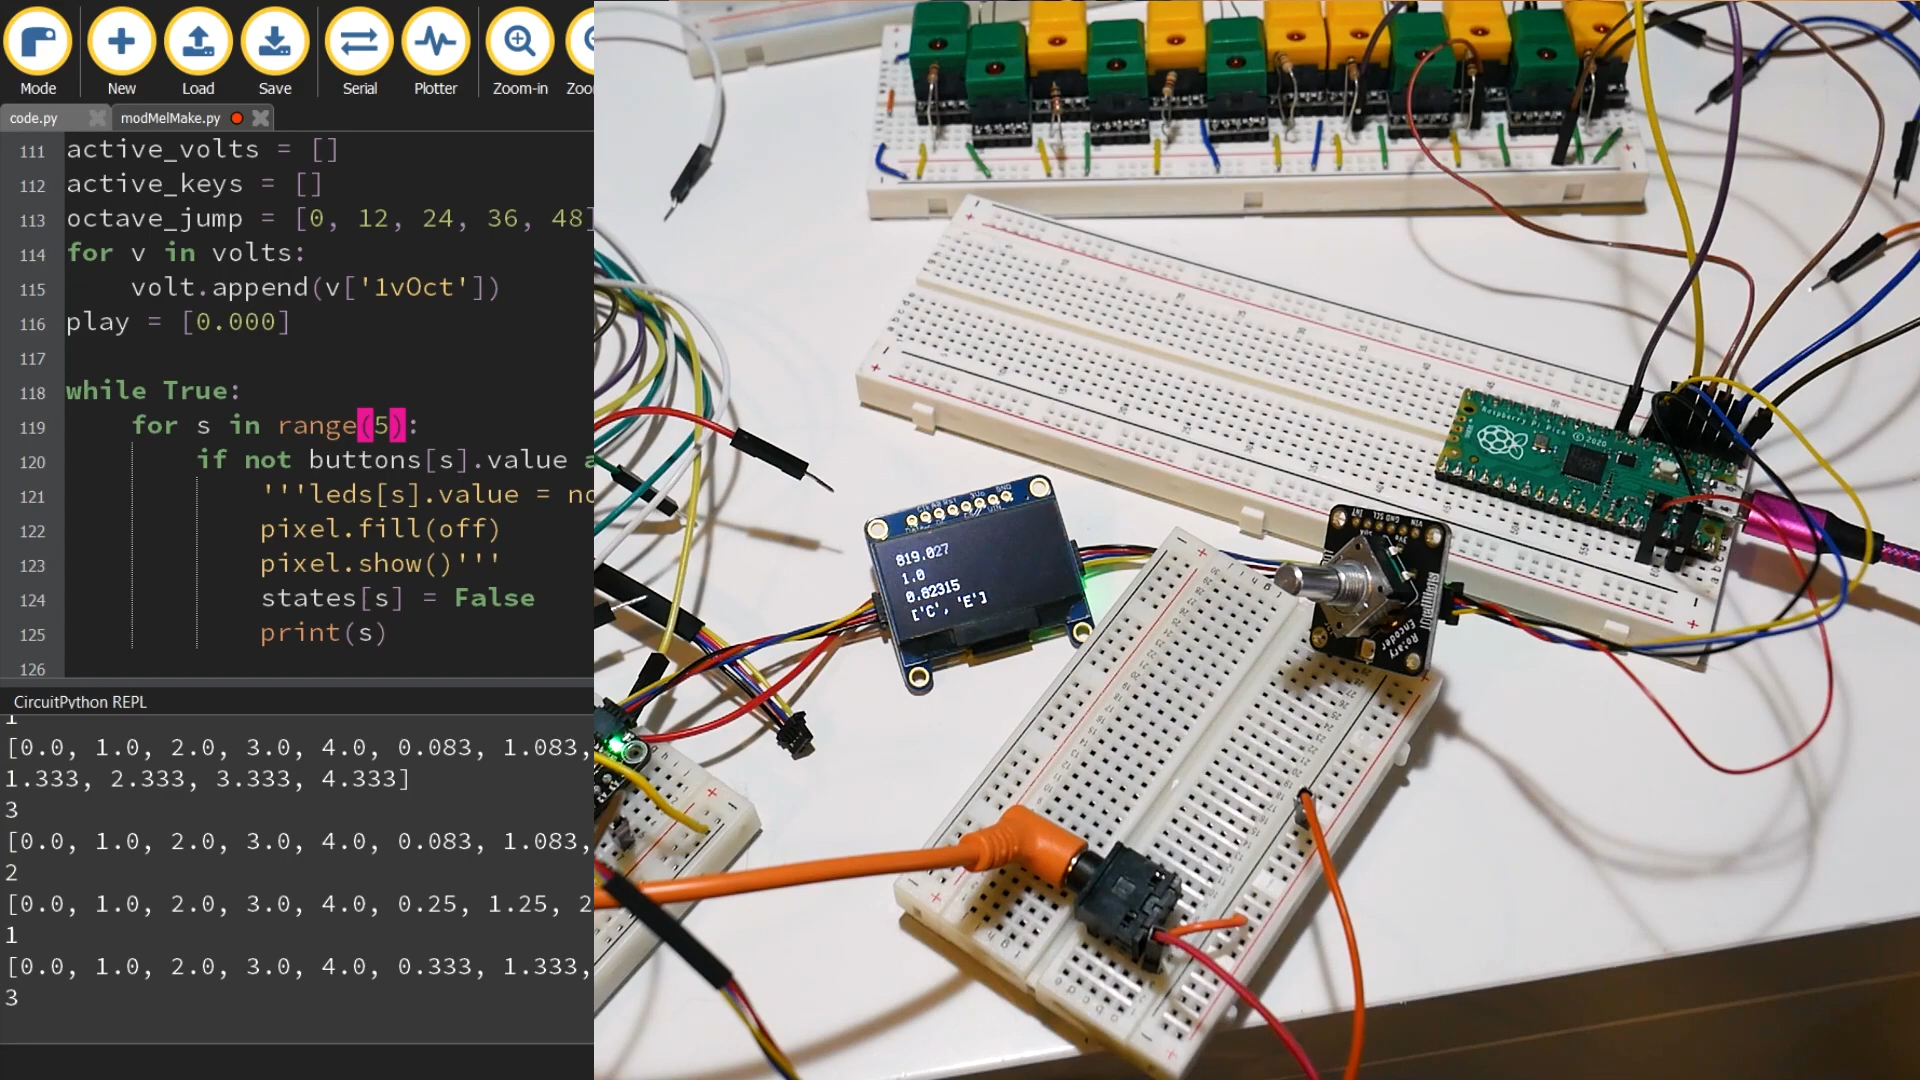 Mode New Load Save Serial Plotter Zoom-in Zoo
code.py modMelMake.py
111 active_volts = []
112 active_keys = []
113 octave_jump = [0, 12, 24, 36, 48]
114 for v in volts:
115 volt.append(v['1vOct'])
116 play = [0.000]
117
118 while True:
119 for s in range(5):
120 if not buttons[s].value a
121 '''leds[s].value = no
122 pixel.fill(off)
123 pixel.show()'''
124 states[s] = False
125 print(s)
126
CircuitPython REPL
1
[0.0, 1.0, 2.0, 3.0, 4.0, 0.083, 1.083,
1.333, 2.333, 3.333, 4.333]
3
[0.0, 1.0, 2.0, 3.0, 4.0, 0.083, 1.083,
2
[0.0, 1.0, 2.0, 3.0, 4.0, 0.25, 1.25, 2
1
[0.0, 1.0, 2.0, 3.0, 4.0, 0.333, 1.333,
3
819.027
1.0
0.82315
['C', 'E']
Raspberry Pi Pico © 2020
Rotary
Encoder